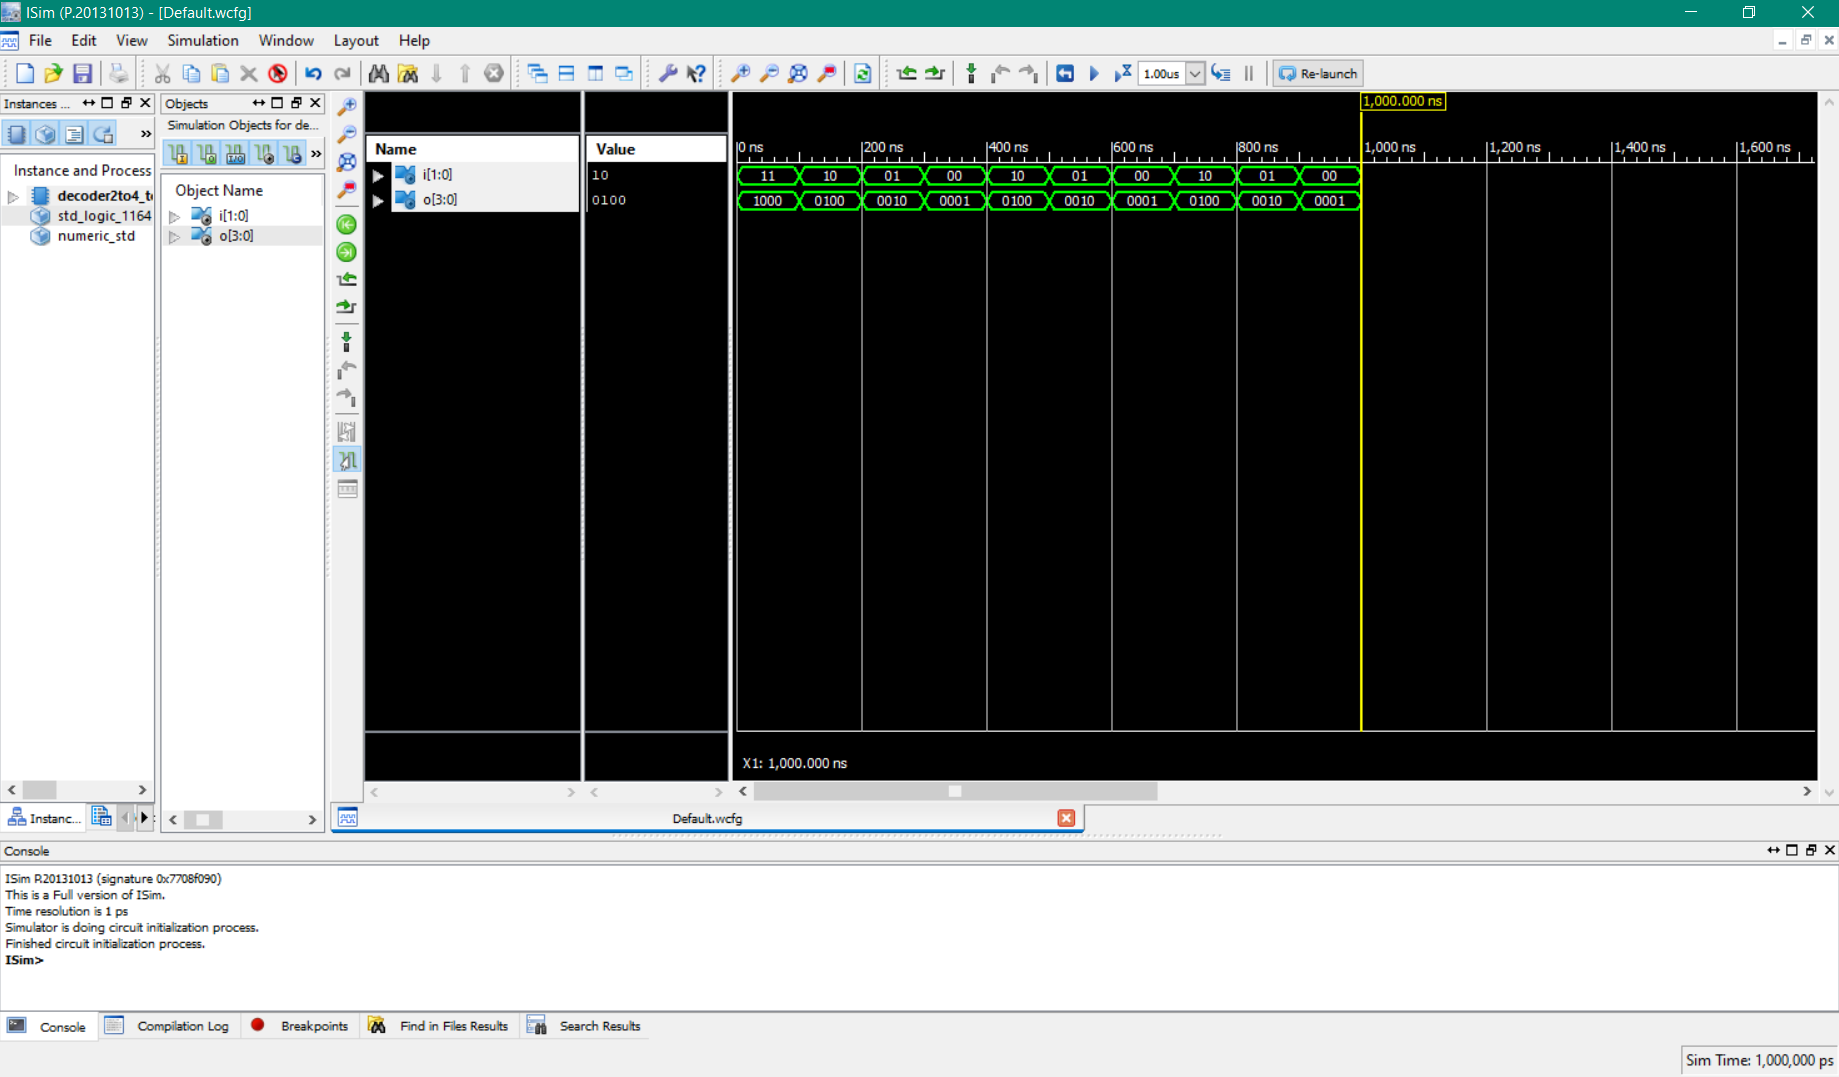 ISim (P.20131013) - [Default.wcfg]
File Edit View Simulation Window Layout Help
1.00us Re-launch
Instances ...
Instance and Process
decoder2to4_t
std_logic_1164
numeric_std
Instanc...
Objects
Simulation Objects for de...
Object Name
i[1:0]
o[3:0]
Name Value
i[1:0] 10
o[3:0] 0100
1,000.000 ns
0 ns 200 ns 400 ns 600 ns 800 ns 1,000 ns 1,200 ns 1,400 ns 1,600 ns
11 10 01 00 10 01 00 10 01 00
1000 0100 0010 0001 0100 0010 0001 0100 0010 0001
X1: 1,000.000 ns
Default.wcfg
Console
ISim P.20131013 (signature 0x7708f090)
This is a Full version of ISim.
Time resolution is 1 ps
Simulator is doing circuit initialization process.
Finished circuit initialization process.
ISim>
Console Compilation Log Breakpoints Find in Files Results Search Results
Sim Time: 1,000,000 ps